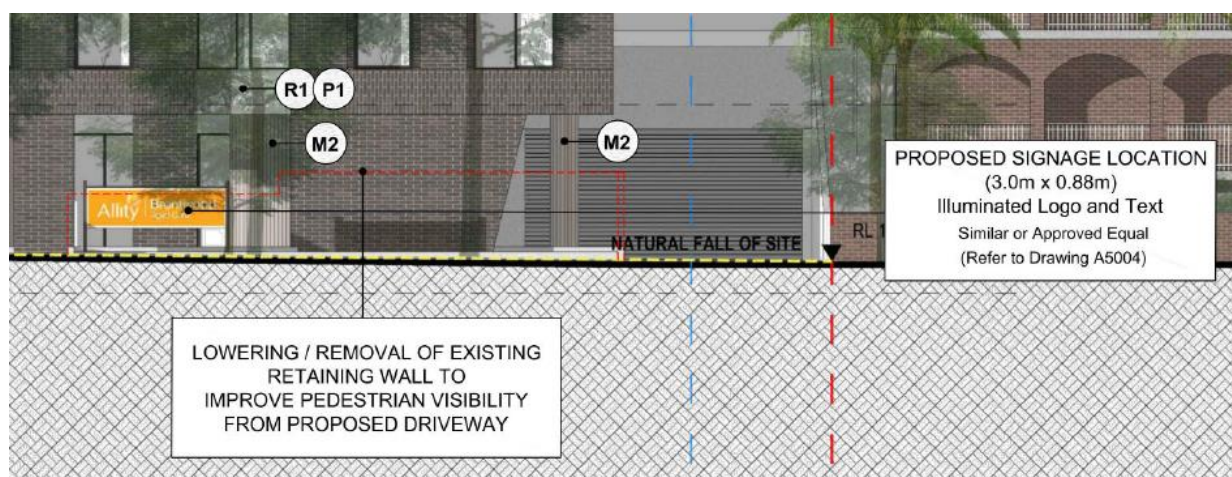 R1 P1
M2
M2
Allity
Brentwood
PROPOSED SIGNAGE LOCATION
(3.0m x 0.88m)
Illuminated Logo and Text
Similar or Approved Equal
(Refer to Drawing A5004)
NATURAL FALL OF SITE
RL 1
LOWERING / REMOVAL OF EXISTING
RETAINING WALL TO
IMPROVE PEDESTRIAN VISIBILITY
FROM PROPOSED DRIVEWAY